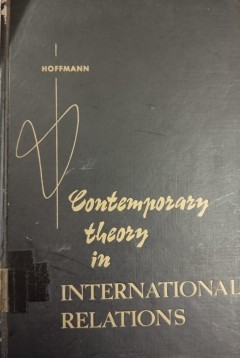 HOFFMANN
Contemporary
theory
in
INTERNATIONAL
RELATIONS